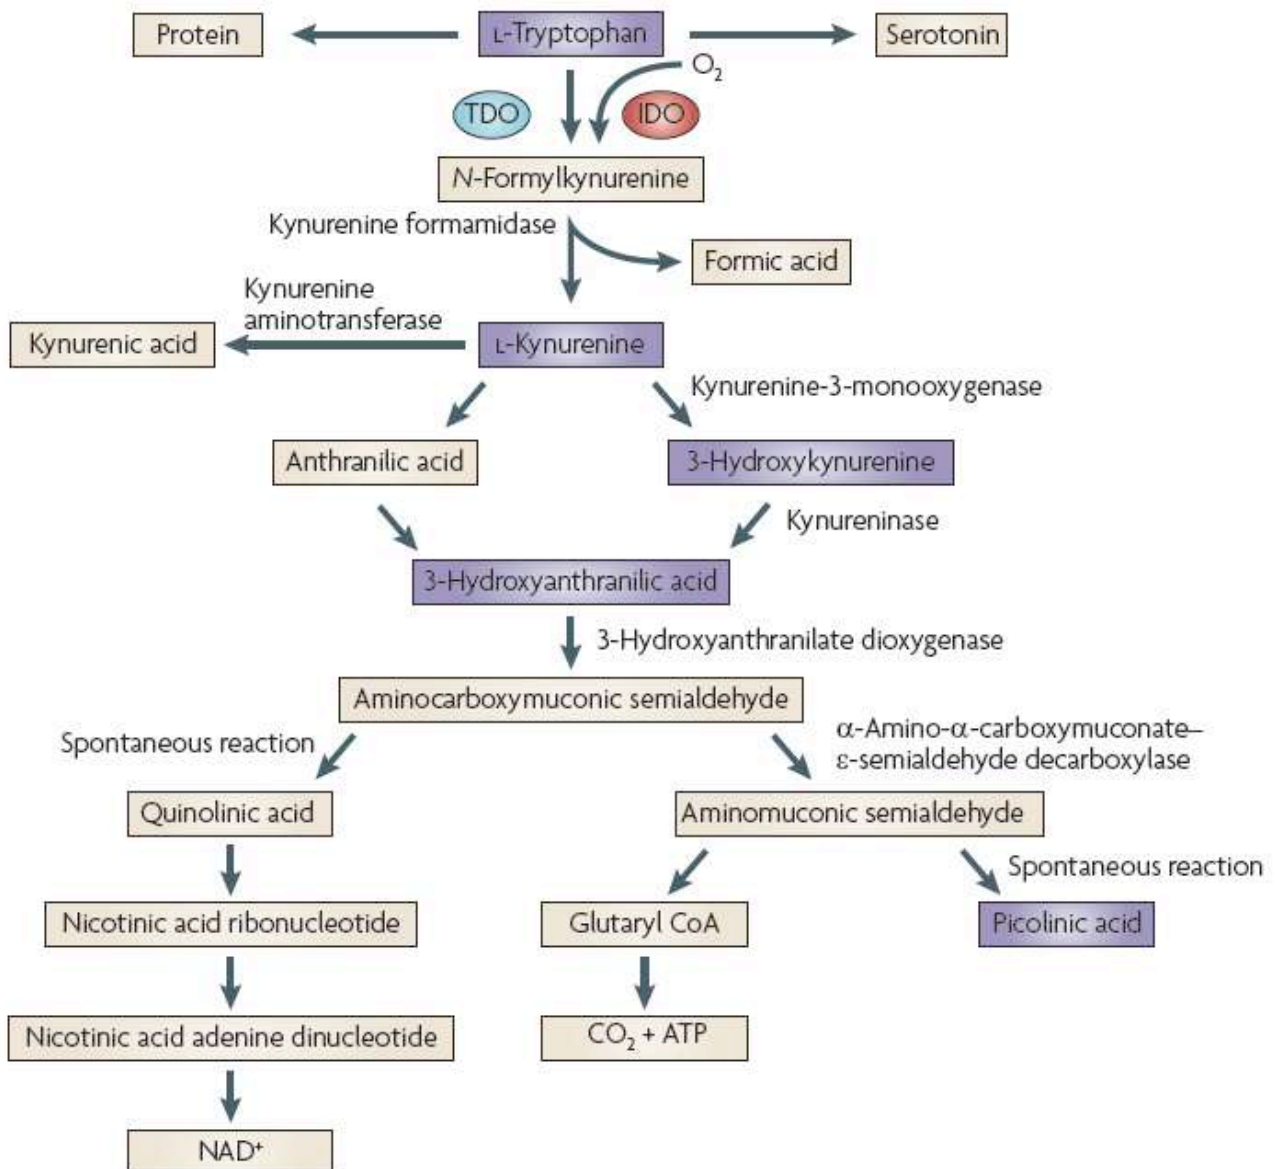 Protein
L-Tryptophan
Serotonin
O₂
TDO
IDO
N-Formylkynurenine
Kynurenine formamidase
Formic acid
Kynurenine
aminotransferase
Kynurenic acid
L-Kynurenine
Kynurenine-3-monooxygenase
Anthranilic acid
3-Hydroxykynurenine
Kynureninase
3-Hydroxyanthranilic acid
3-Hydroxyanthranilate dioxygenase
Aminocarboxymuconic semialdehyde
Spontaneous reaction
α-Amino-α-carboxymuconate–
ε-semialdehyde decarboxylase
Quinolinic acid
Aminomuconic semialdehyde
Spontaneous reaction
Nicotinic acid ribonucleotide
Glutaryl CoA
Picolinic acid
Nicotinic acid adenine dinucleotide
CO₂ + ATP
NAD⁺